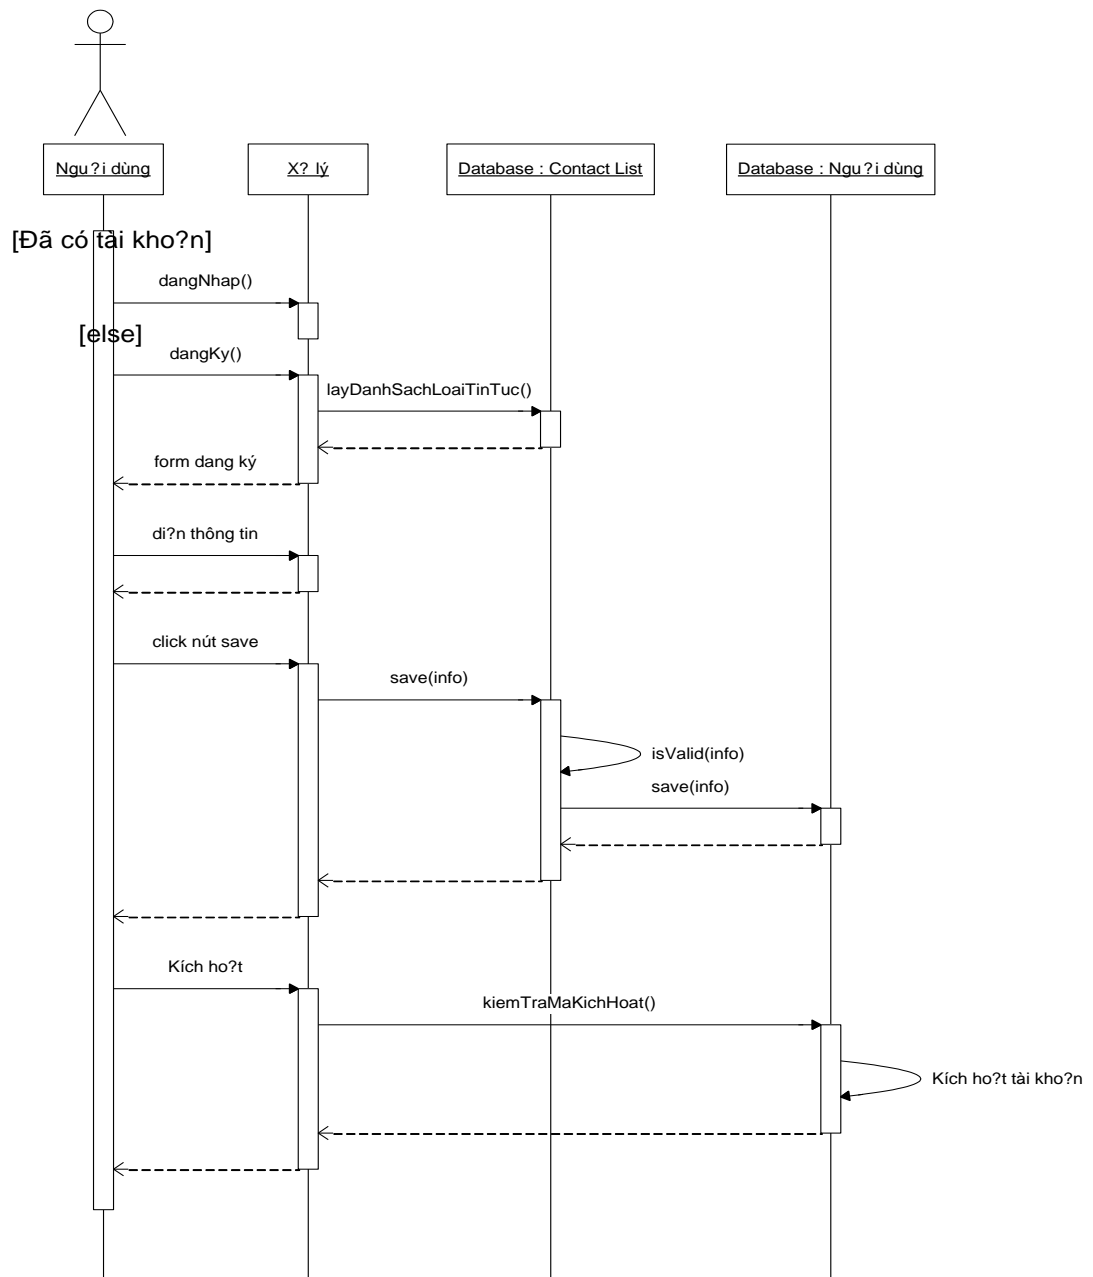 Ngu?i dùng
X? lý
Database : Contact List
Database : Ngu?i dùng
[Đã có tài kho?n]
dangNhap()
[else]
dangKy()
layDanhSachLoaiTinTuc()
form dang ký
di?n thông tin
click nút save
save(info)
isValid(info)
save(info)
Kích ho?t
kiemTraMaKichHoat()
Kích ho?t tài kho?n